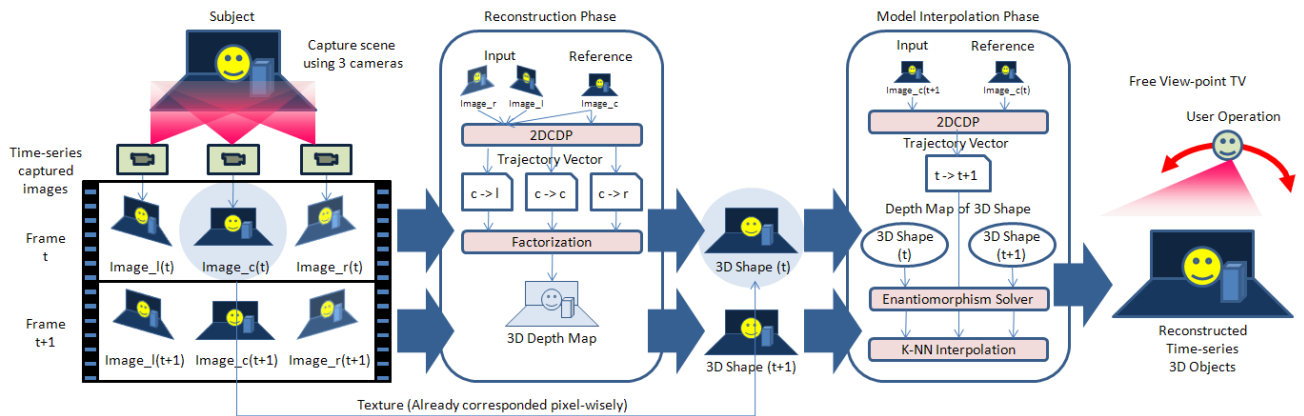 Subject
Capture scene
using 3 cameras
Time-series
captured
images
Frame
t
Image_l(t)
Image_c(t)
Image_r(t)
Frame
t+1
Image_l(t+1)
Image_c(t+1)
Image_r(t+1)
Texture (Already corresponded pixel-wisely)
Reconstruction Phase
Input
Reference
Image_r
Image_l
Image_c
2DCDP
Trajectory Vector
c -> l
c -> c
c -> r
Factorization
3D Depth Map
3D Shape (t)
3D Shape (t+1)
Model Interpolation Phase
Input
Reference
Image_c(t+1
Image_c(t)
2DCDP
Trajectory Vector
t -> t+1
Depth Map of 3D Shape
3D Shape
(t)
3D Shape
(t+1)
Enantiomorphism Solver
K-NN Interpolation
Free View-point TV
User Operation
Reconstructed
Time-series
3D Objects